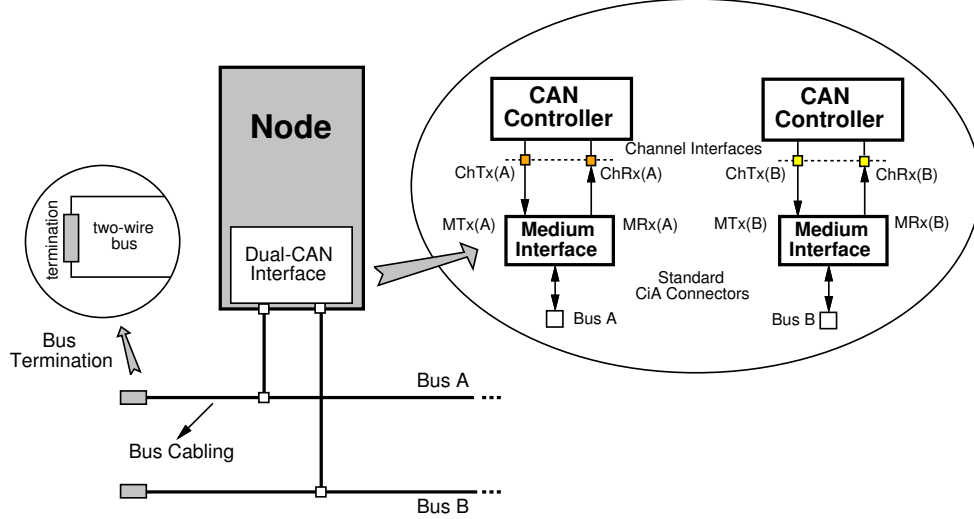 Node
Dual-CAN
Interface
termination
two-wire
bus
Bus
Termination
Bus Cabling
Bus A
Bus B
CAN
Controller
CAN
Controller
Channel Interfaces
ChTx(A)
ChRx(A)
ChTx(B)
ChRx(B)
MTx(A)
Medium
Interface
MRx(A)
MTx(B)
Medium
Interface
MRx(B)
Standard
CiA Connectors
Bus A
Bus B